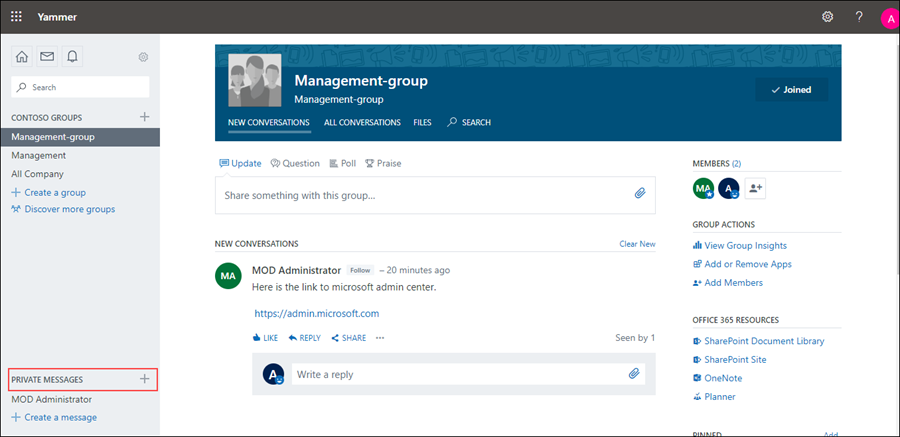 Yammer
?
A
Search
CONTOSO GROUPS
Management-group
Management
All Company
Create a group
Discover more groups
PRIVATE MESSAGES
MOD Administrator
Create a message
Management-group
Management-group
Joined
NEW CONVERSATIONS ALL CONVERSATIONS FILES SEARCH
Update Question Poll Praise
Share something with this group...
NEW CONVERSATIONS Clear New
MA
MOD Administrator Follow – 20 minutes ago
Here is the link to microsoft admin center.
https://admin.microsoft.com
LIKE REPLY SHARE ... Seen by 1
A
Write a reply
MEMBERS (2)
MA A
GROUP ACTIONS
View Group Insights
Add or Remove Apps
Add Members
OFFICE 365 RESOURCES
SharePoint Document Library
SharePoint Site
OneNote
Planner
PINNED Add